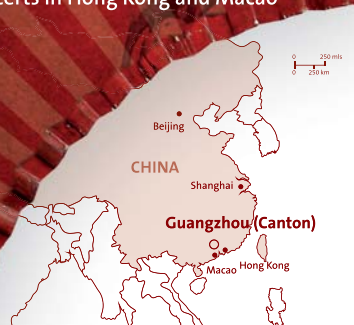 in Hong Kong and Macao
0 250 mls
0 250 km
Beijing
CHINA
Shanghai
Guangzhou (Canton)
Macao Hong Kong